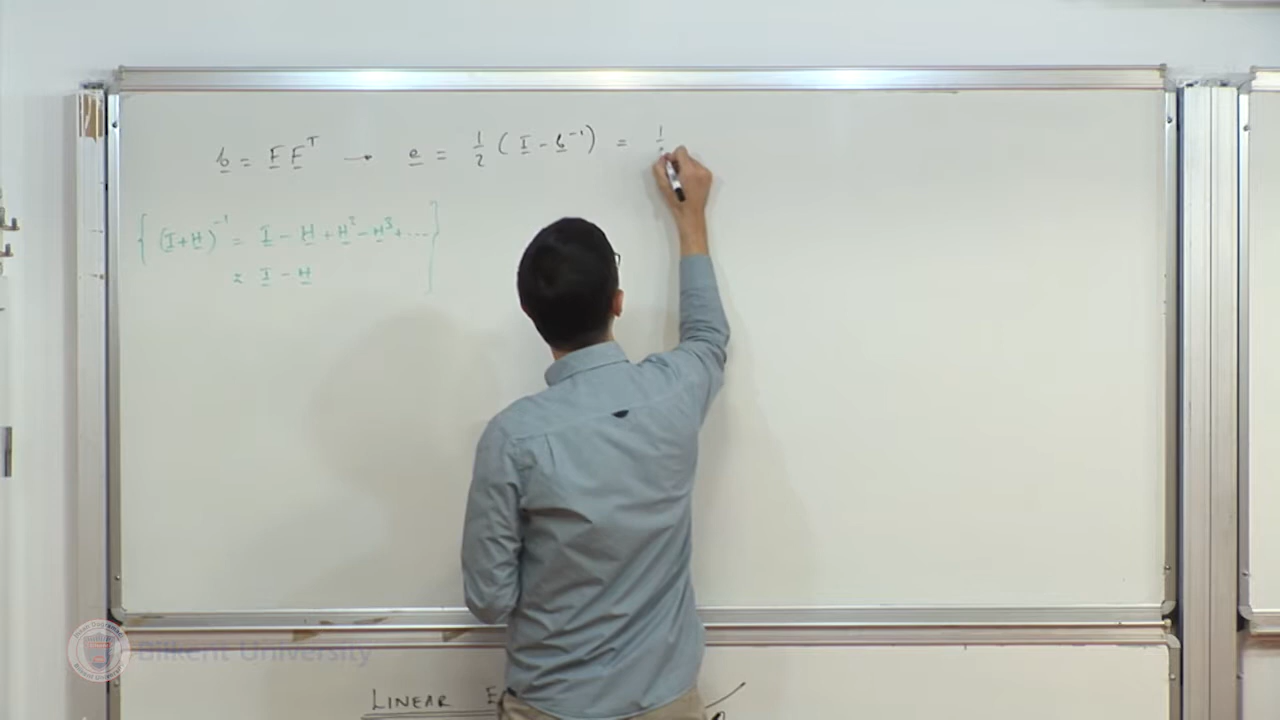 b = F F^T → e = 1/2 ( I - b^-1 ) = 1/
{ (I+H)^-1 = I - H + H^2 - H^3 + ... }
≈ I - H
Bilkent University
LINEAR E